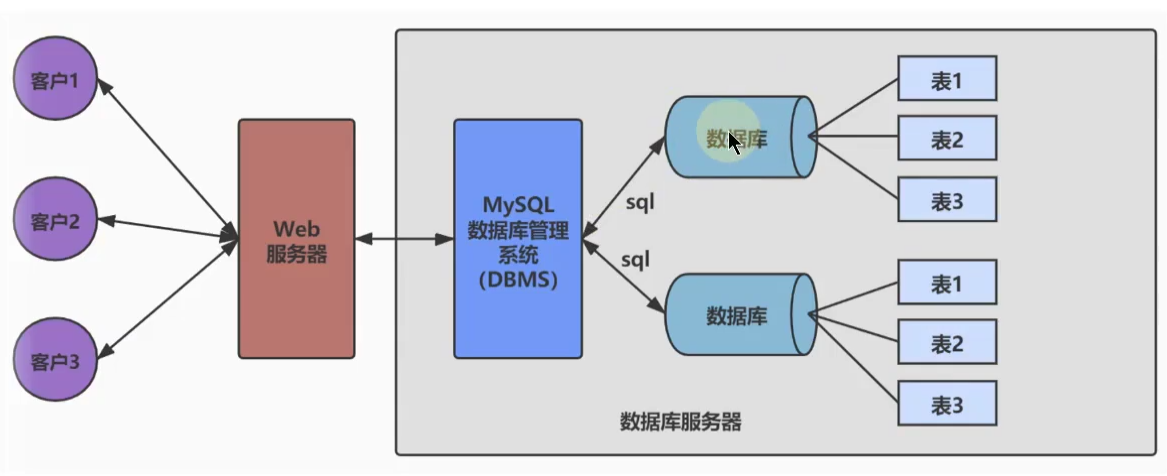 客户1
客户2
客户3
Web
服务器
MySQL
数据库管理
系统
(DBMS)
sql
sql
数据库
数据库
表1
表2
表3
表1
表2
表3
数据库服务器